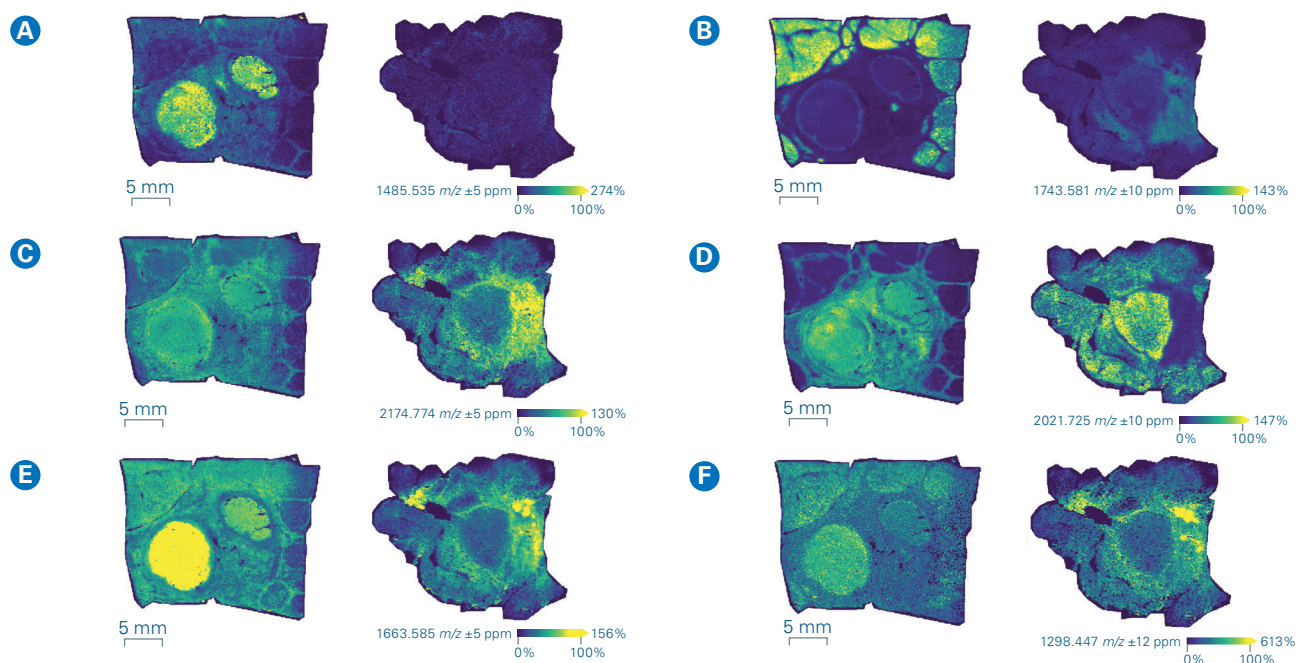 A
B
1485.535 m/z ±5 ppm 274%
5 mm 0% 100%
1743.581 m/z ±10 ppm 143%
5 mm 0% 100%
C
D
2174.774 m/z ±5 ppm 130%
5 mm 0% 100%
2021.725 m/z ±10 ppm 147%
5 mm 0% 100%
E
F
1663.585 m/z ±5 ppm 156%
5 mm 0% 100%
1298.447 m/z ±12 ppm 613%
5 mm 0% 100%